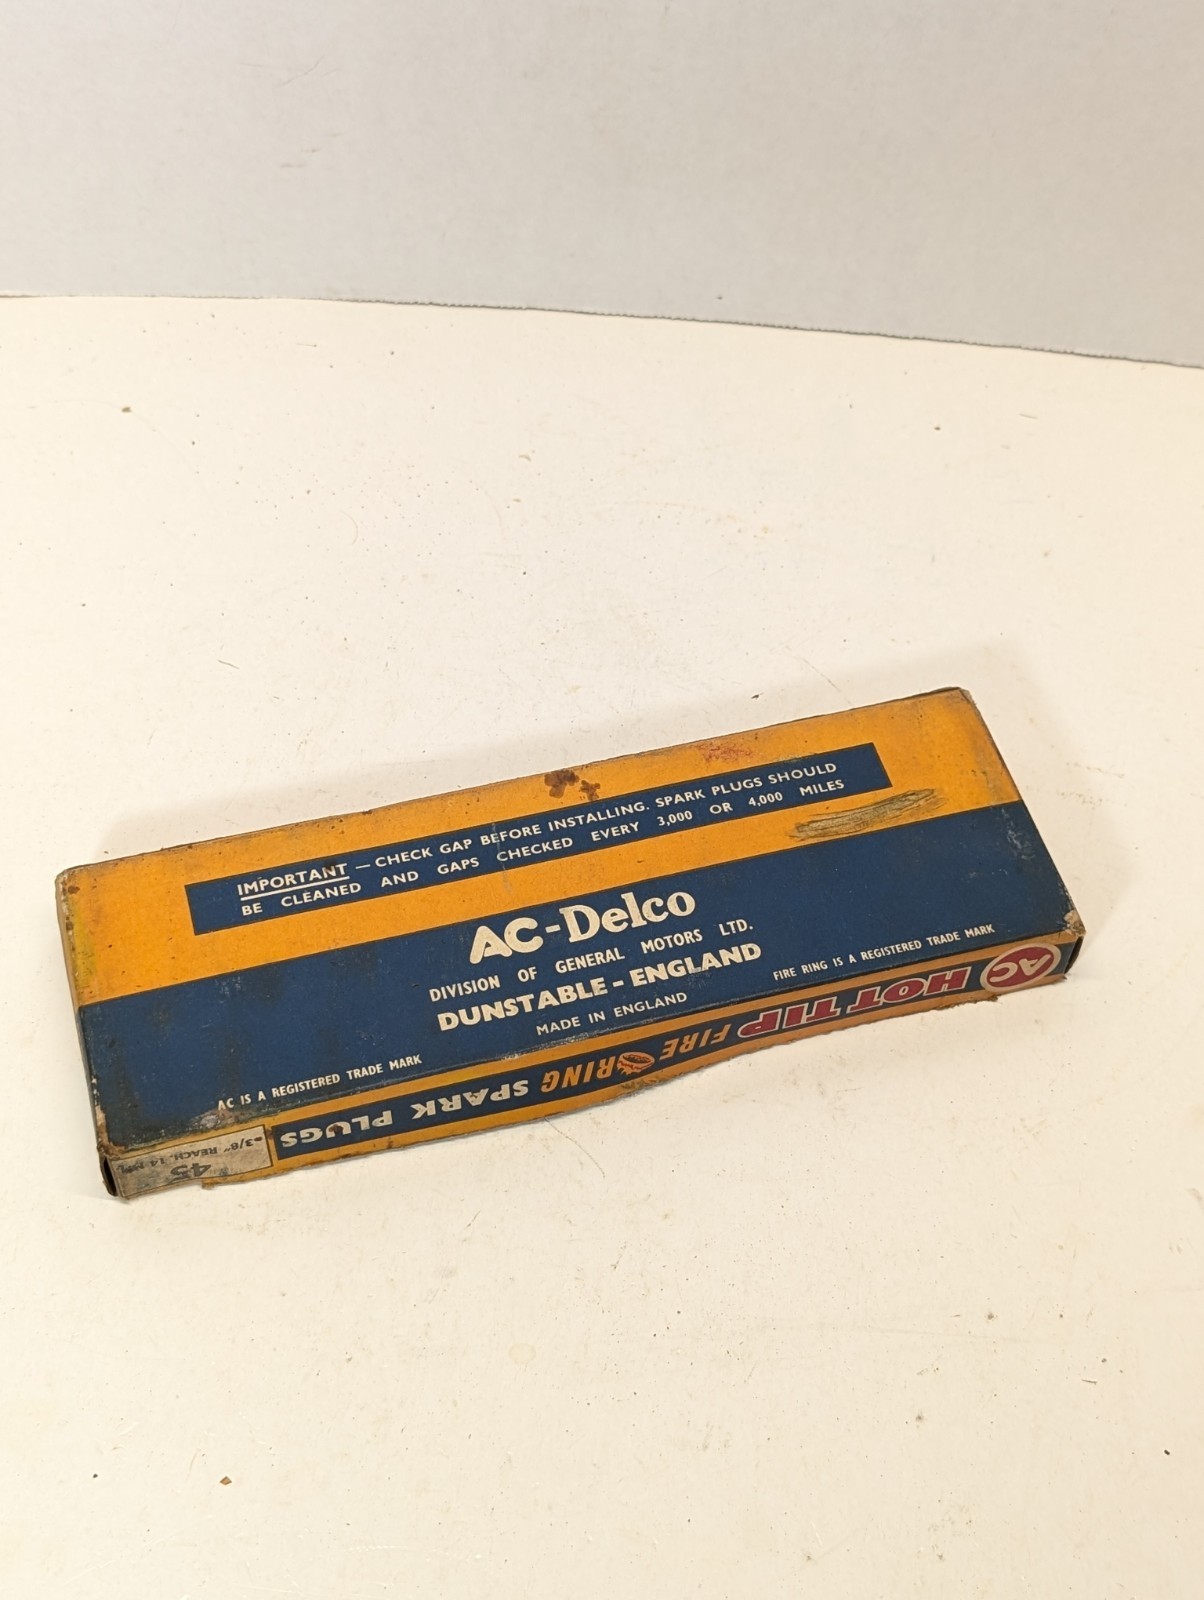 IMPORTANT — CHECK GAP BEFORE INSTALLING. SPARK PLUGS SHOULD
BE CLEANED AND GAPS CHECKED EVERY 3,000 OR 4,000 MILES
AC-Delco
DIVISION OF GENERAL MOTORS LTD.
DUNSTABLE - ENGLAND
MADE IN ENGLAND
AC IS A REGISTERED TRADE MARK
FIRE RING IS A REGISTERED TRADE MARK
AC HOT TIP FIRE RING SPARK PLUGS
45
3/8" REACH. 14